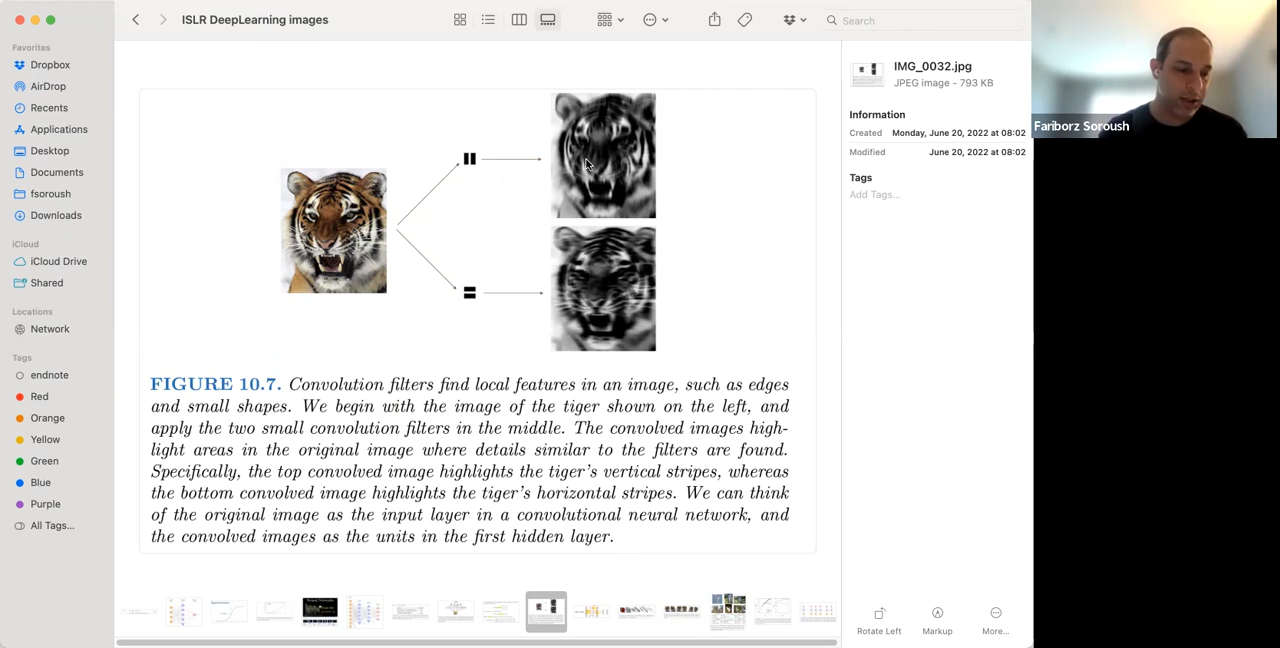 ISLR DeepLearning images
Search
Favorites
Dropbox
AirDrop
Recents
Applications
Desktop
Documents
fsoroush
Downloads
iCloud
iCloud Drive
Shared
Locations
Network
Tags
endnote
Red
Orange
Yellow
Green
Blue
Purple
All Tags...
FIGURE 10.7. Convolution filters find local features in an image, such as edges
and small shapes. We begin with the image of the tiger shown on the left, and
apply the two small convolution filters in the middle. The convolved images high-
light areas in the original image where details similar to the filters are found.
Specifically, the top convolved image highlights the tiger's vertical stripes, whereas
the bottom convolved image highlights the tiger's horizontal stripes. We can think
of the original image as the input layer in a convolutional neural network, and
the convolved images as the units in the first hidden layer.
IMG_0032.jpg
JPEG image - 793 KB
Information
Created Monday, June 20, 2022 at 08:02
Modified June 20, 2022 at 08:02
Tags
Add Tags...
Rotate Left
Markup
More...
Fariborz Soroush